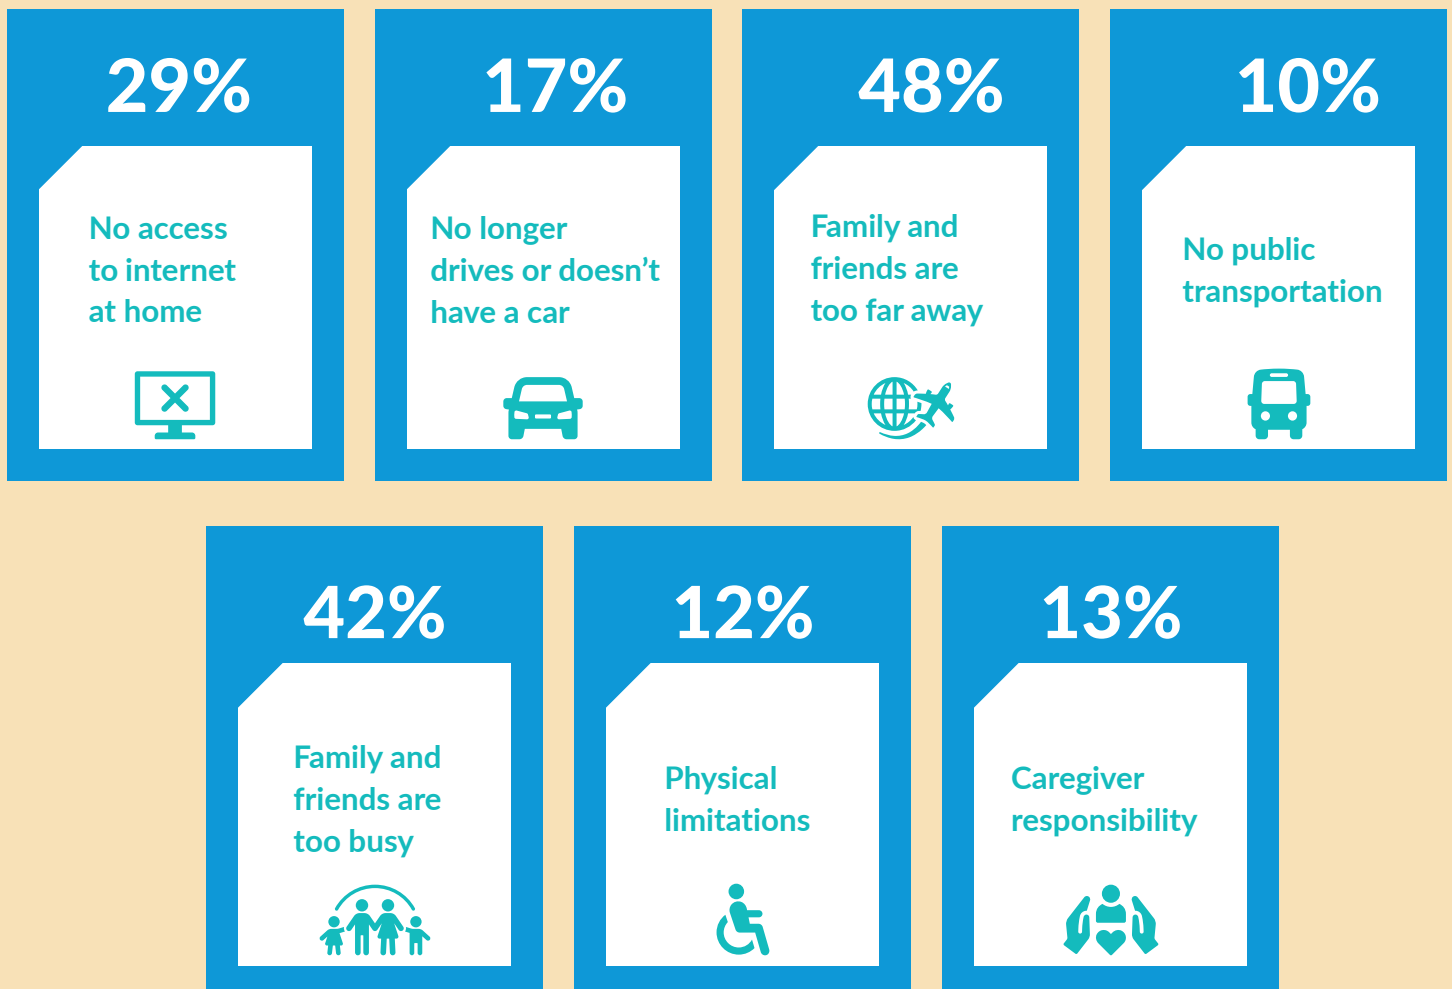 29%
No access
to internet
at home
17%
No longer
drives or doesn’t
have a car
48%
Family and
friends are
too far away
10%
No public
transportation
42%
Family and
friends are
too busy
12%
Physical
limitations
13%
Caregiver
responsibility